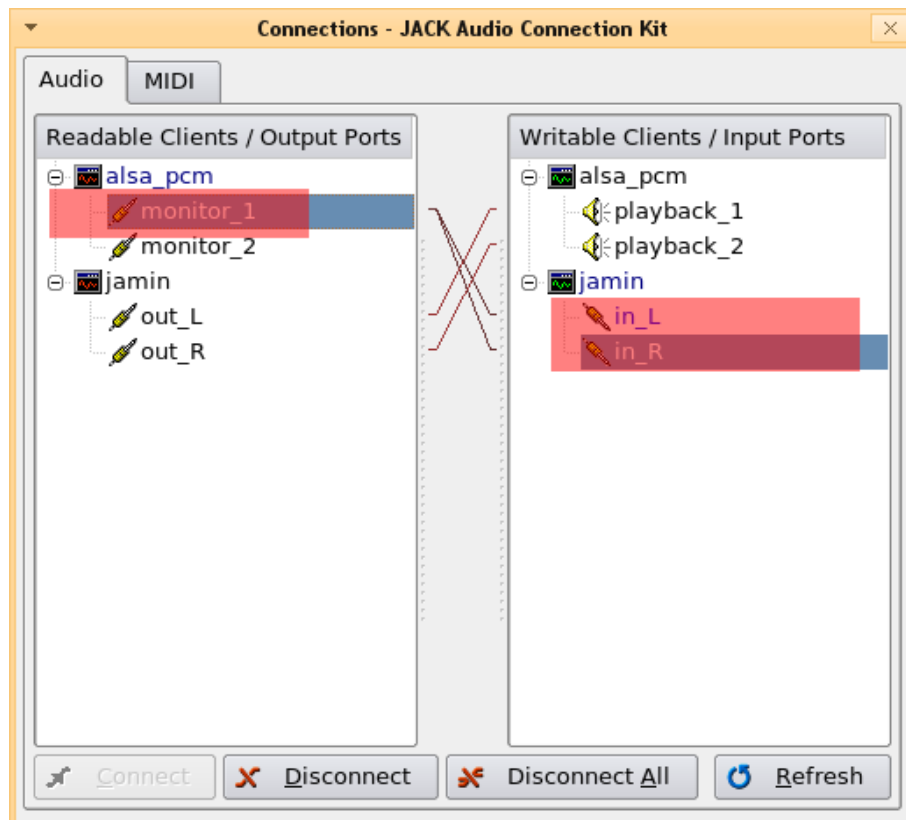 Connections - JACK Audio Connection Kit
Audio MIDI
Readable Clients / Output Ports
alsa_pcm
monitor_1
monitor_2
jamin
out_L
out_R
Writable Clients / Input Ports
alsa_pcm
playback_1
playback_2
jamin
in_L
in_R
Connect Disconnect Disconnect All Refresh